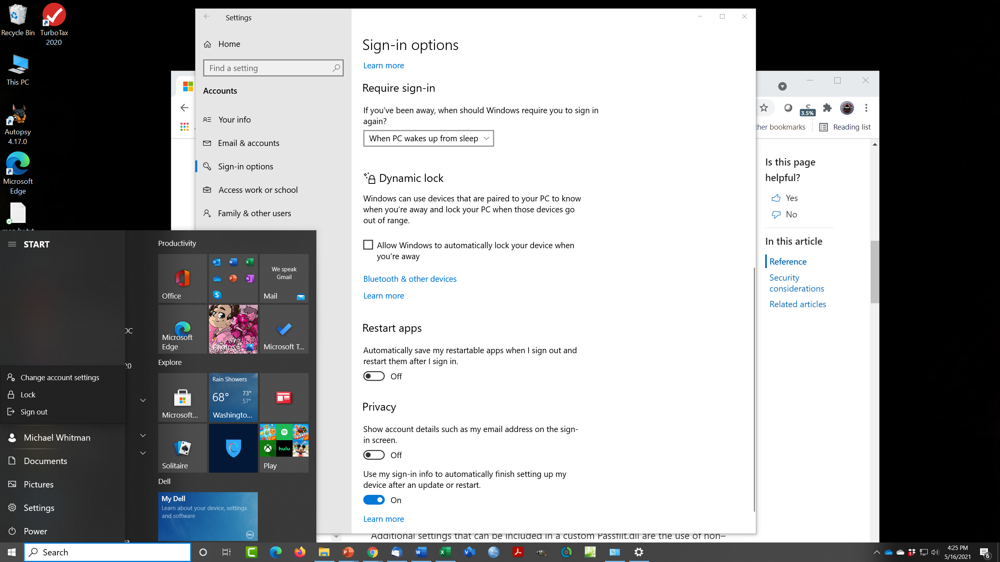 Recycle Bin
TurboTax
2020
This PC
Autopsy
4.17.0
Microsoft
Edge
Settings
Home
Find a setting
Accounts
Your info
Email & accounts
Sign-in options
Access work or school
Family & other users
Sign-in options
Learn more
Require sign-in
If you’ve been away, when should Windows require you to sign in
again?
When PC wakes up from sleep
Dynamic lock
Windows can use devices that are paired to your PC to know
when you’re away and lock your PC when those devices go
out of range.
Allow Windows to automatically lock your device when
you’re away
Bluetooth & other devices
Learn more
Restart apps
Automatically save my restartable apps when I sign out and
restart them after I sign in.
Off
Privacy
Show account details such as my email address on the sign-
in screen.
Off
Use my sign-in info to automatically finish setting up my
device after an update or restart.
On
Learn more
3.5%
ther bookmarks
Reading list
Is this page
helpful?
Yes
No
In this article
Reference
Security
considerations
Related articles
Additional settings that can be included in a custom Passfilt.dll are the use of non–
START
DC
20
Change account settings
Lock
Sign out
Michael Whitman
Documents
Pictures
Settings
Power
Productivity
Office
We speak
Gmail
Mail
Microsoft
Edge
Photos
Microsoft T...
Explore
Microsoft...
Rain Showers
68°
73°
57°
Washingto...
Solitaire
hulu
FRIENDS
Play
Dell
My Dell
Learn about your device, settings
and software
DELL
Search
4:25 PM
5/16/2021
6